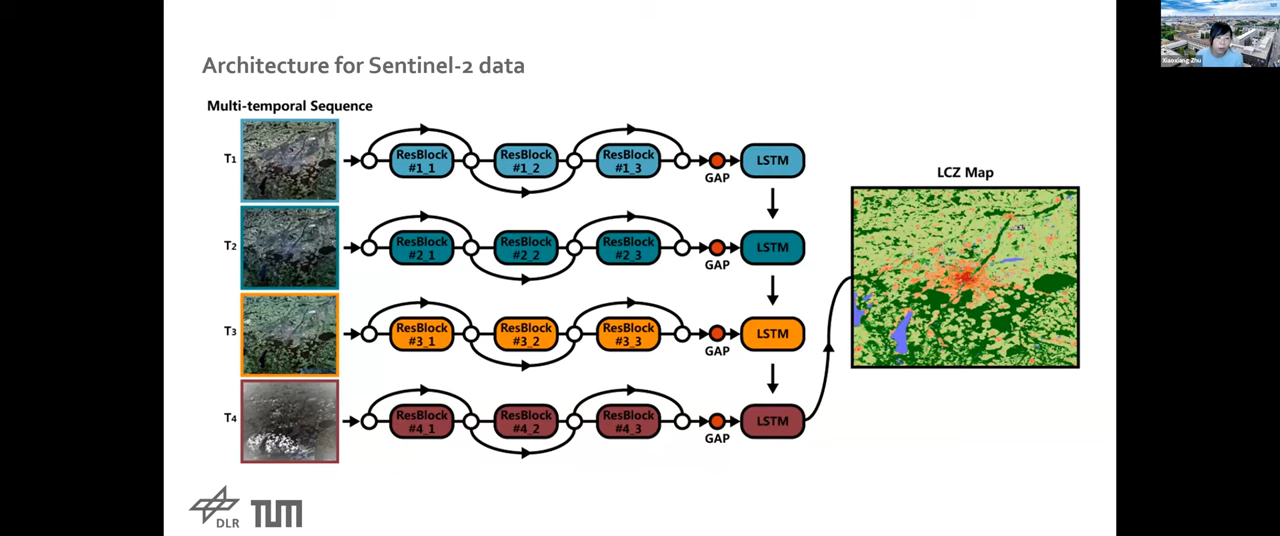 Architecture for Sentinel-2 data
Multi-temporal Sequence
T1
ResBlock
#1_1
ResBlock
#1_2
ResBlock
#1_3
GAP
LSTM
T2
ResBlock
#2_1
ResBlock
#2_2
ResBlock
#2_3
GAP
LSTM
T3
ResBlock
#3_1
ResBlock
#3_2
ResBlock
#3_3
GAP
LSTM
T4
ResBlock
#4_1
ResBlock
#4_2
ResBlock
#4_3
GAP
LSTM
LCZ Map
DLR
TUM
Xiaoxiang Zhu